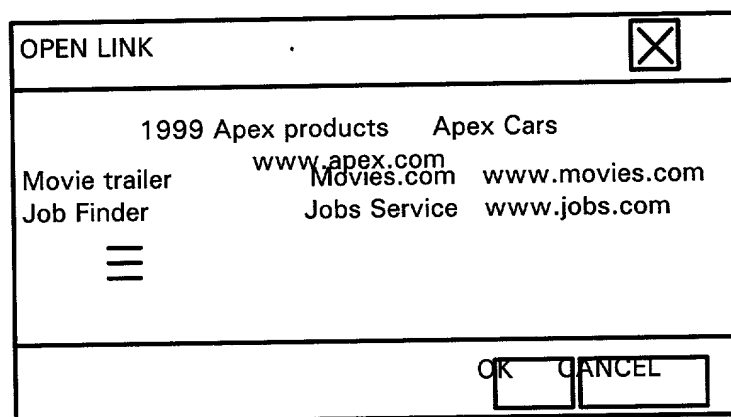 OPEN LINK
1999 Apex products Apex Cars
www.apex.com
Movie trailer Movies.com www.movies.com
Job Finder Jobs Service www.jobs.com
OK CANCEL